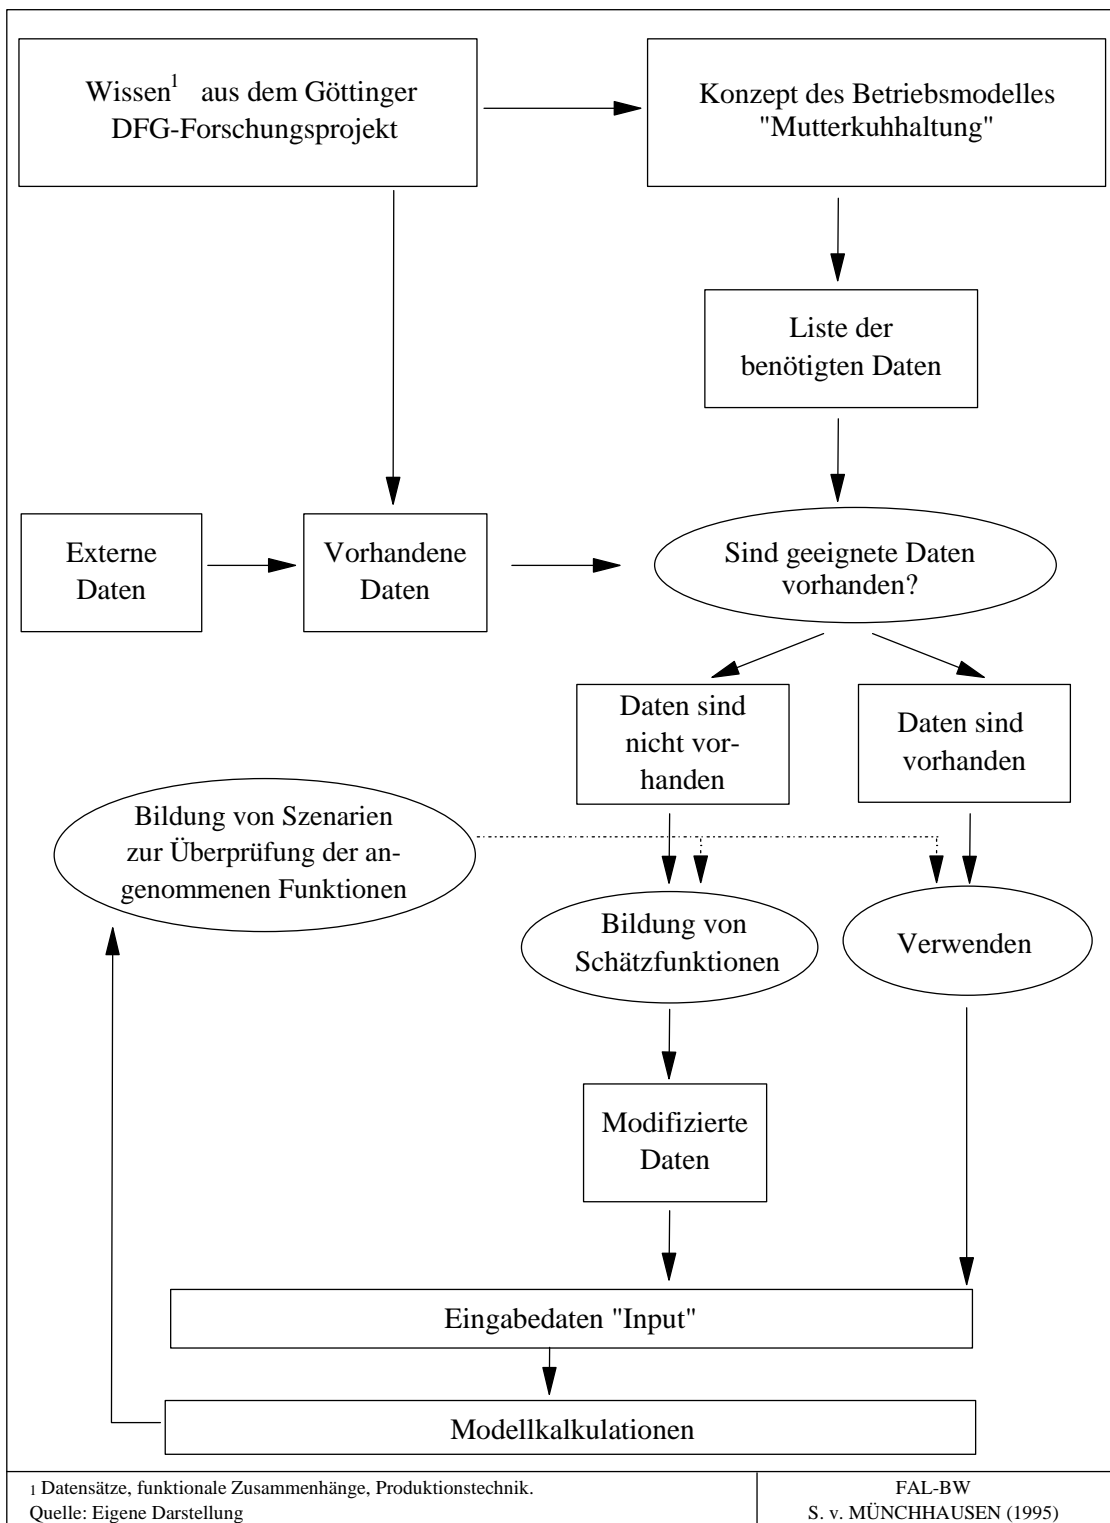 Wissen1 aus dem Göttinger
DFG-Forschungsprojekt
Konzept des Betriebsmodelles
"Mutterkuhhaltung"
Liste der
benötigten Daten
Externe
Daten
Vorhandene
Daten
Sind geeignete Daten
vorhanden?
Daten sind
nicht vor-
handen
Daten sind
vorhanden
Bildung von Szenarien
zur Überprüfung der an-
genommenen Funktionen
Bildung von
Schätzfunktionen
Verwenden
Modifizierte
Daten
Eingabedaten "Input"
Modellkalkulationen
1 Datensätze, funktionale Zusammenhänge, Produktionstechnik.
Quelle: Eigene Darstellung
FAL-BW
S. v. MÜNCHHAUSEN (1995)